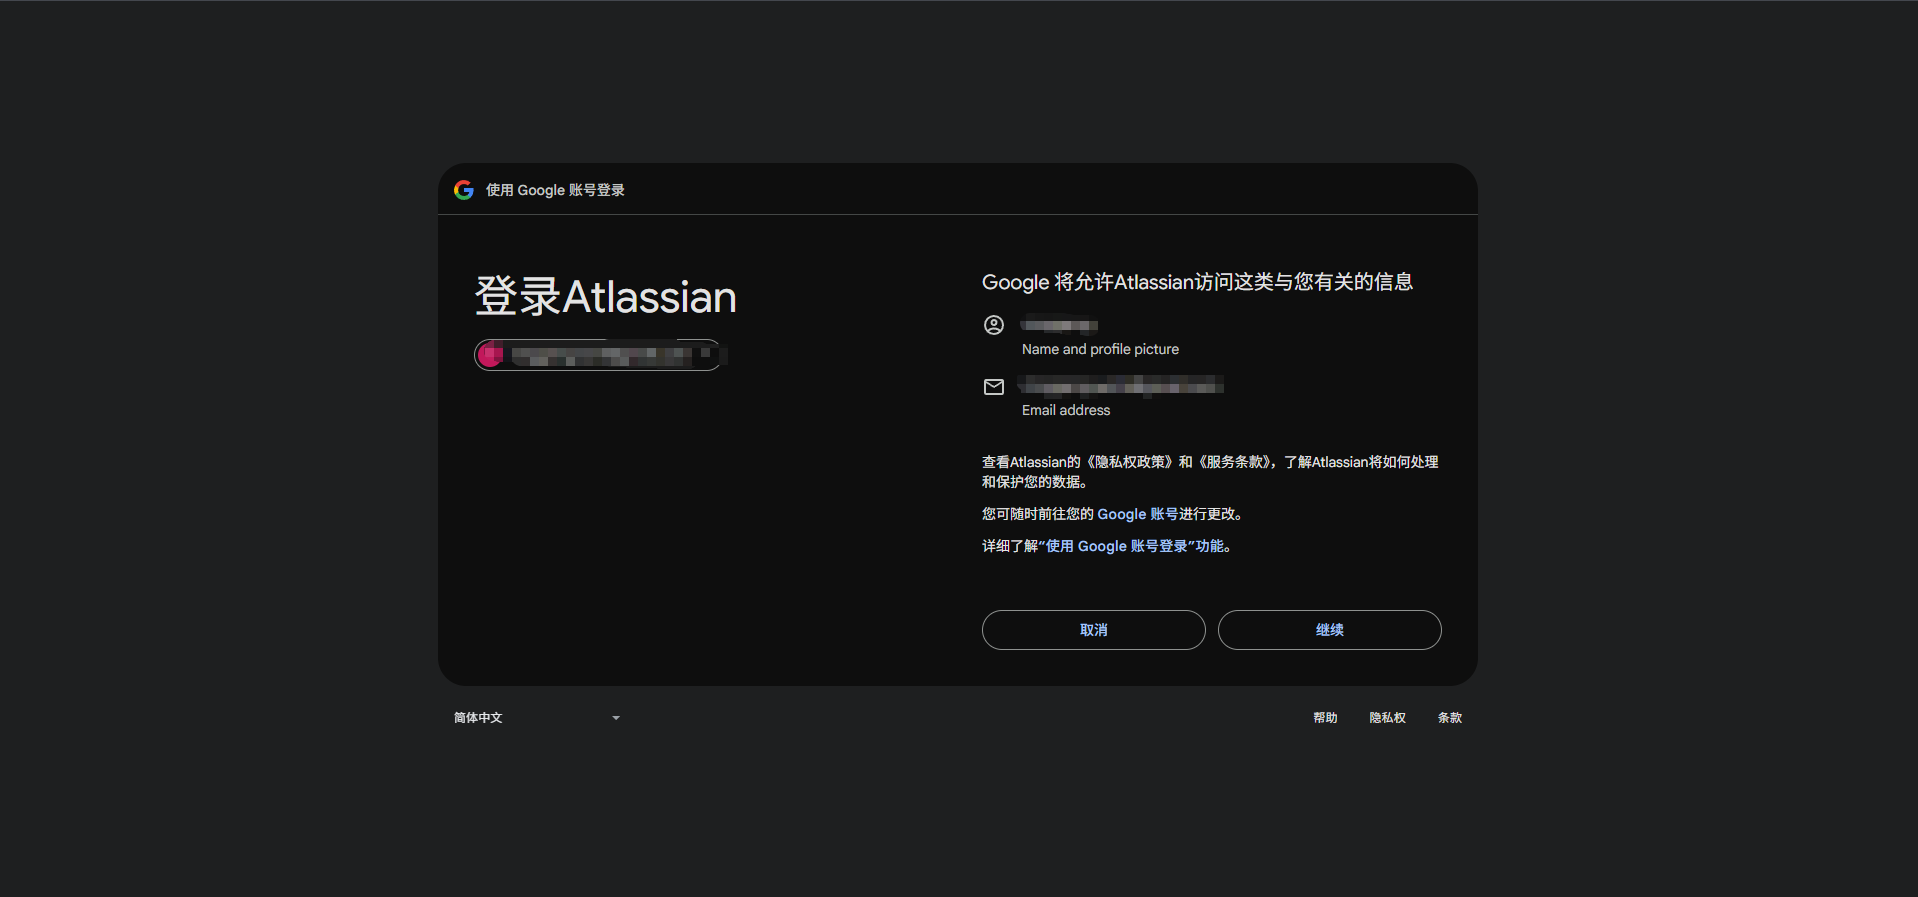 使用 Google 账号登录
登录Atlassian
Google 将允许Atlassian访问这类与您有关的信息
Name and profile picture
Email address
查看Atlassian的《隐私权政策》和《服务条款》，了解Atlassian将如何处理
和保护您的数据。
您可随时前往您的 Google 账号进行更改。
详细了解“使用 Google 账号登录”功能。
取消
继续
简体中文
帮助
隐私权
条款